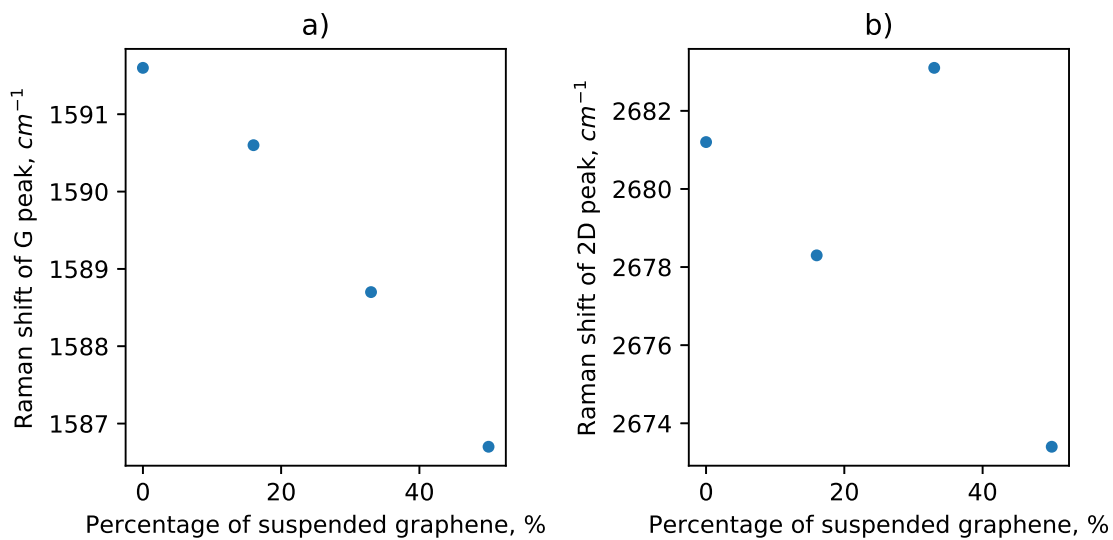 a)
Raman shift of G peak, cm⁻¹
1591
1590
1589
1588
1587
0 20 40
Percentage of suspended graphene, %
b)
Raman shift of 2D peak, cm⁻¹
2682
2680
2678
2676
2674
0 20 40
Percentage of suspended graphene, %